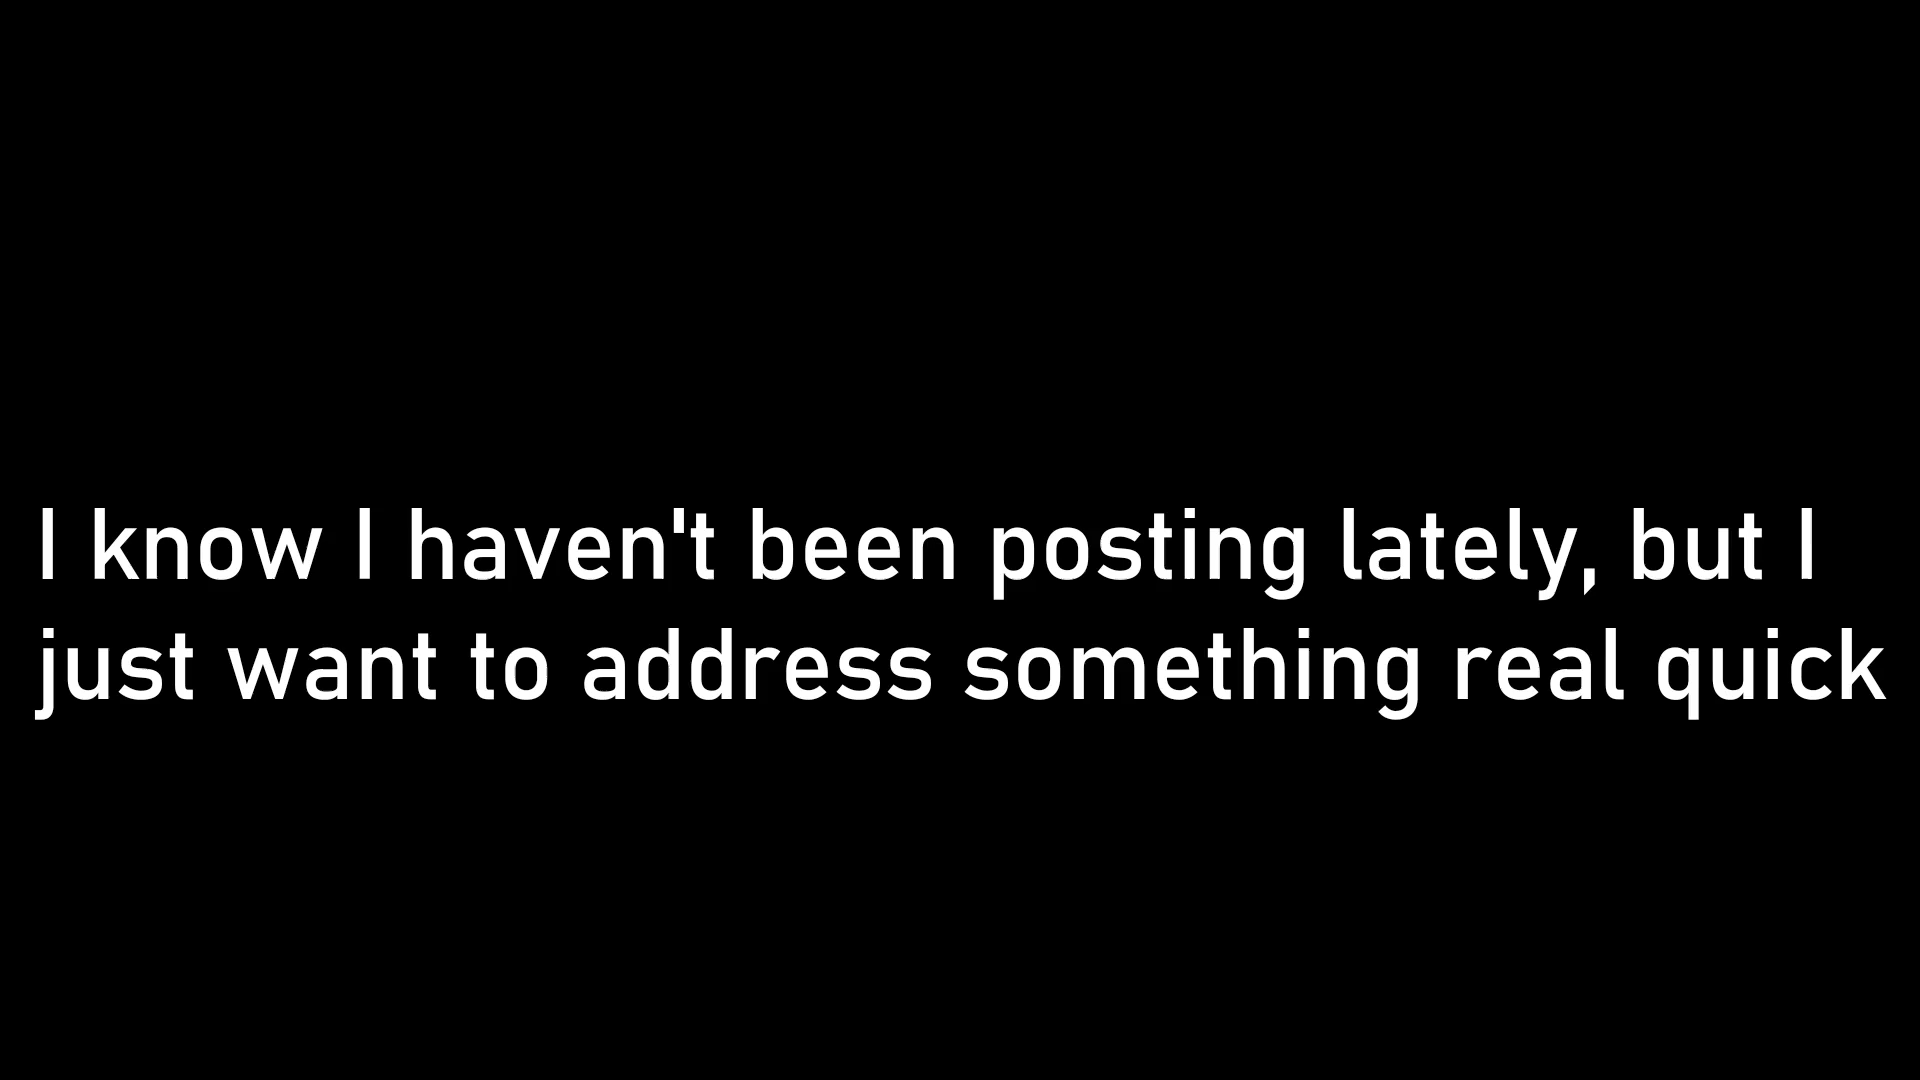 I know I haven't been posting lately, but I
just want to address something real quick